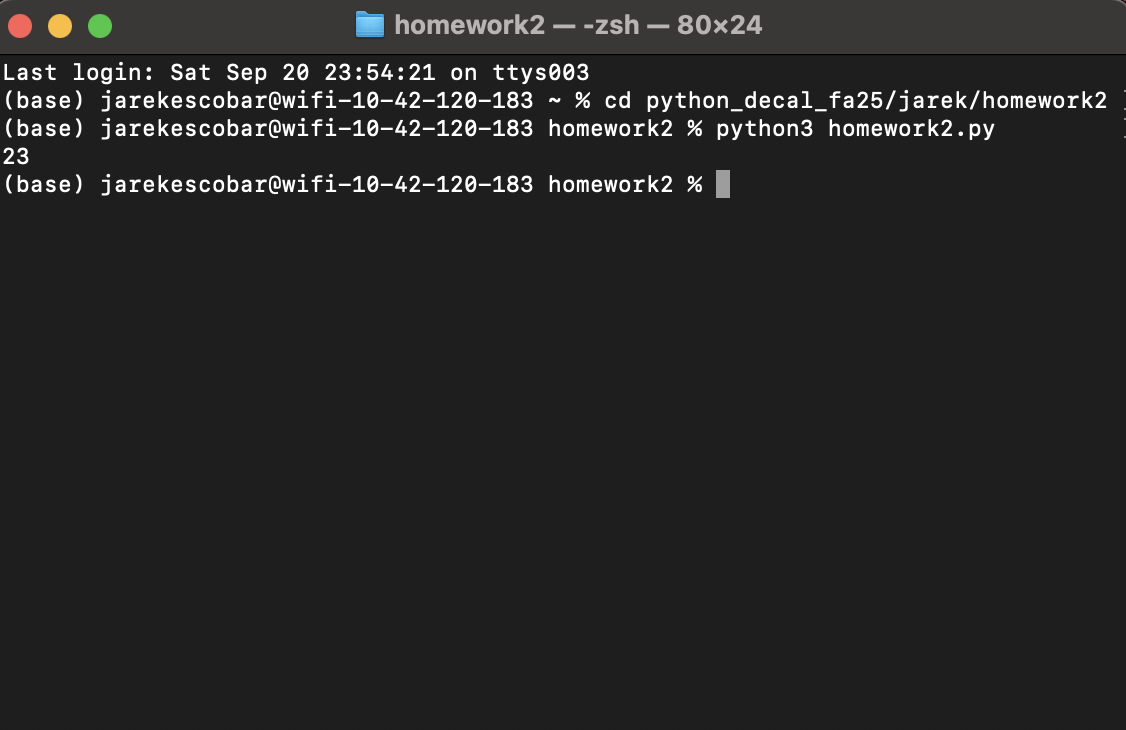 homework2 — -zsh — 80×24
Last login: Sat Sep 20 23:54:21 on ttys003
(base) jarekescobar@wifi-10-42-120-183 ~ % cd python_decal_fa25/jarek/homework2
(base) jarekescobar@wifi-10-42-120-183 homework2 % python3 homework2.py
23
(base) jarekescobar@wifi-10-42-120-183 homework2 %